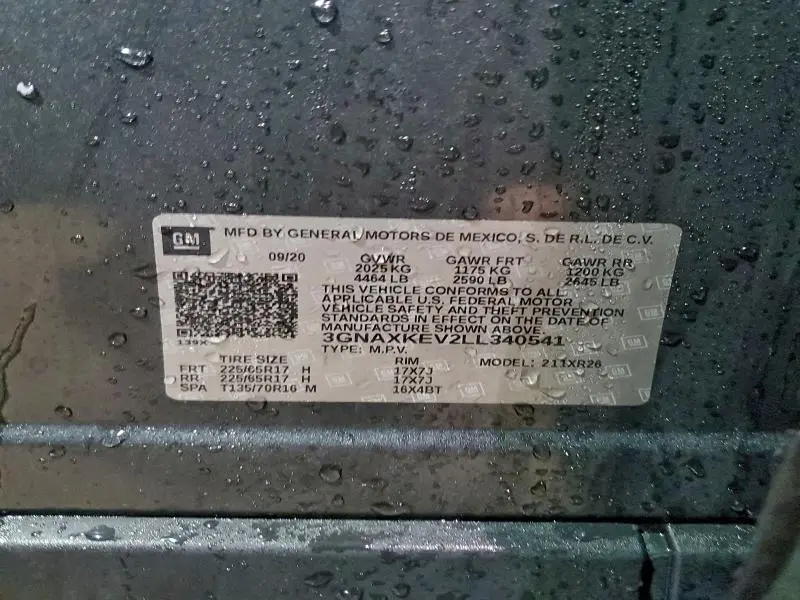 GM
MFD BY GENERAL MOTORS DE MEXICO, S. DE R.L. DE C.V.
09/20 GVWR GAWR FRT GAWR RR
2025 KG 1175 KG 1200 KG
4464 LB 2590 LB 2645 LB
THIS VEHICLE CONFORMS TO ALL
APPLICABLE U.S. FEDERAL MOTOR
VEHICLE SAFETY AND THEFT PREVENTION
STANDARDS IN EFFECT ON THE DATE OF
MANUFACTURE SHOWN ABOVE.
139X 3GNAXKEV2LL340541
TYPE: M.P.V.
TIRE SIZE RIM MODEL: 211XR26
FRT 225/65R17 H 17X7J
RR 225/65R17 H 17X7J
SPA T135/70R16 M 16X4BT